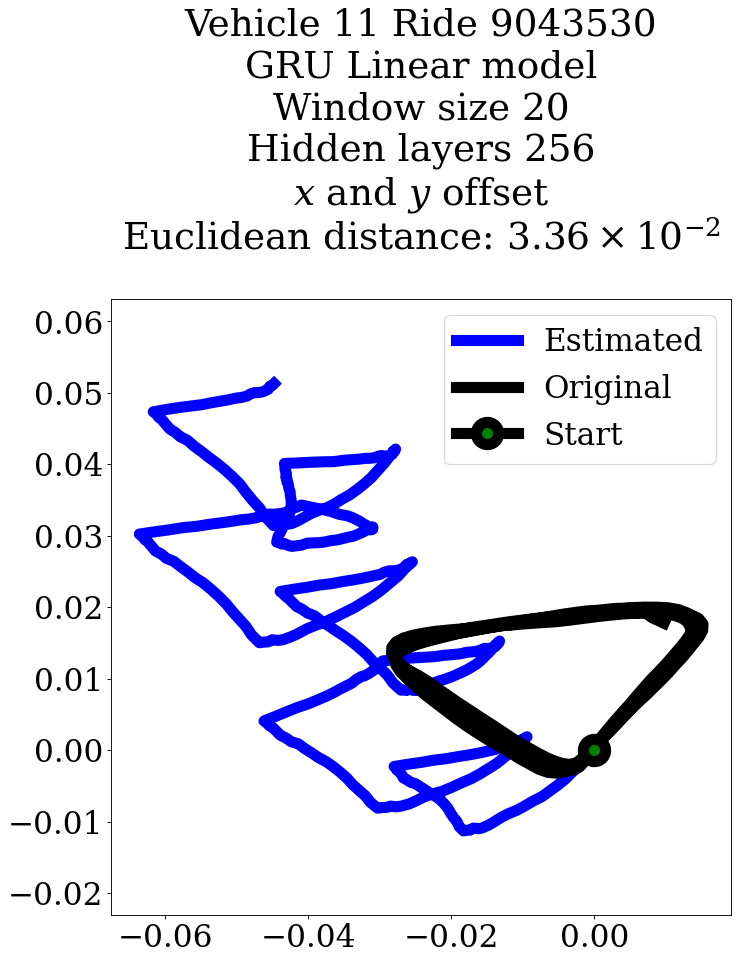 Vehicle 11 Ride 9043530
GRU Linear model
Window size 20
Hidden layers 256
x and y offset
Euclidean distance: 3.36 × 10⁻²
Estimated
Original
Start
0.06
0.05
0.04
0.03
0.02
0.01
0.00
−0.01
−0.02
−0.06 −0.04 −0.02 0.00